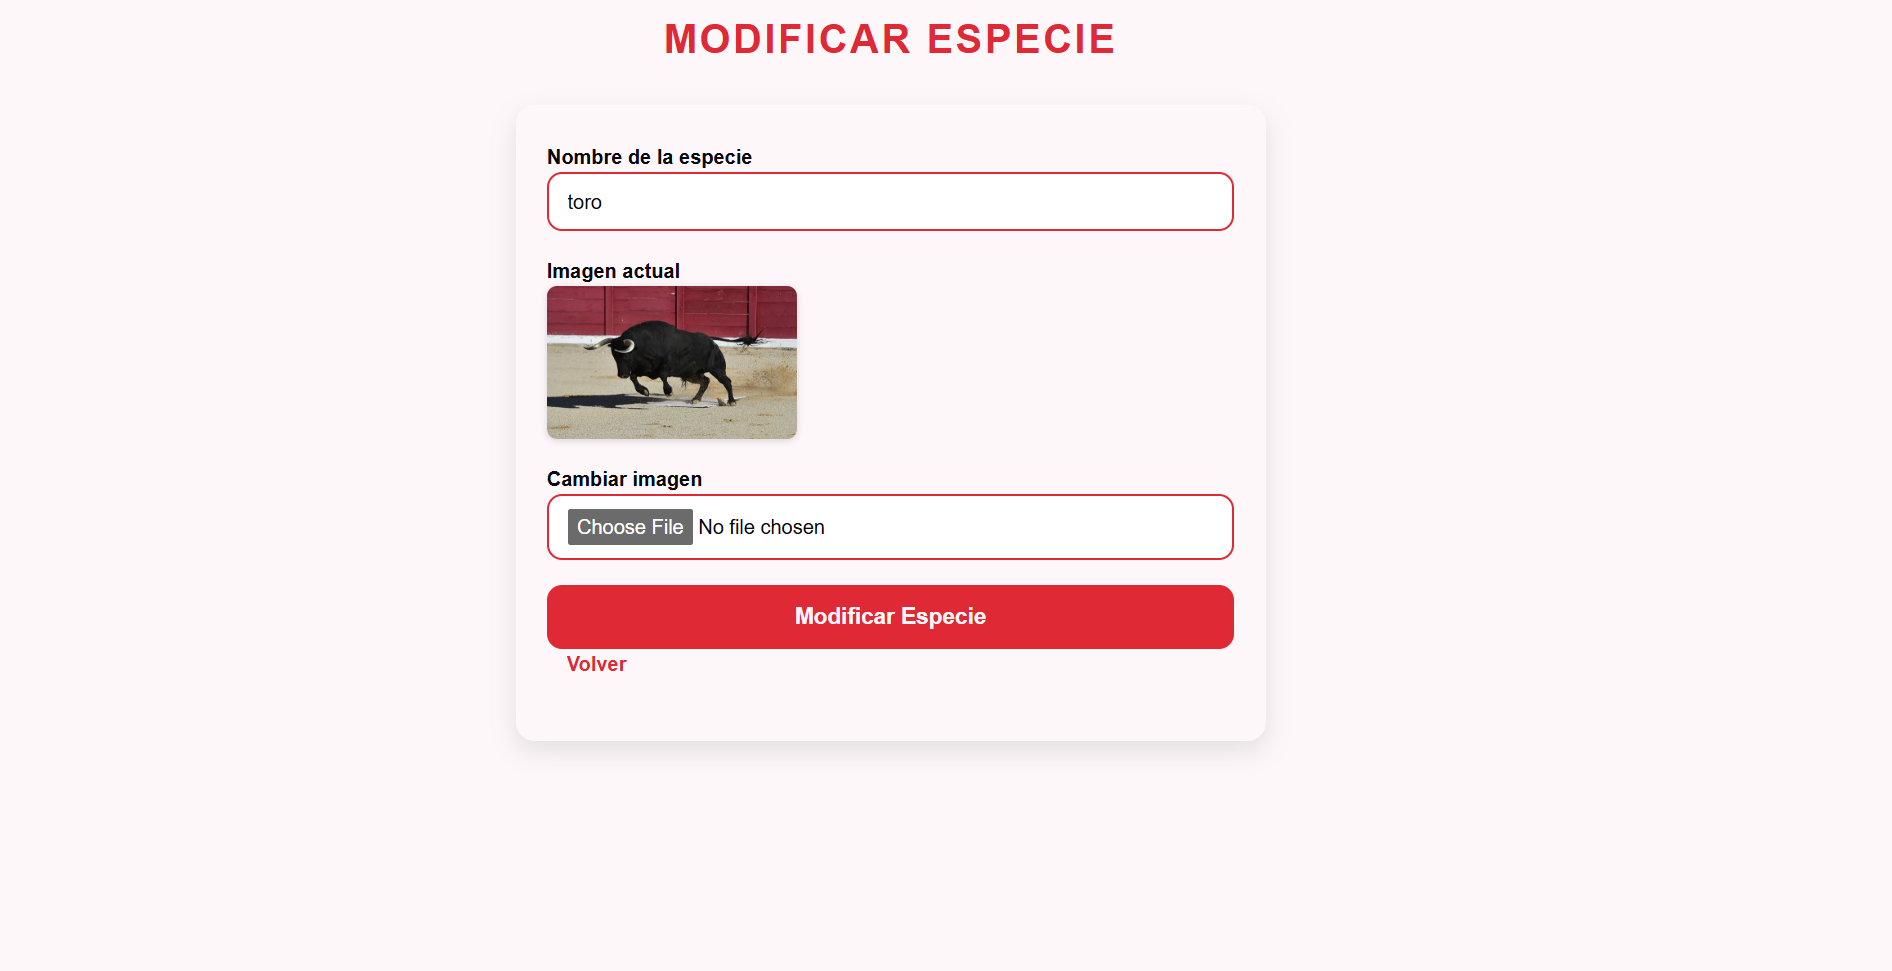 MODIFICAR ESPECIE
Nombre de la especie
toro
Imagen actual
Cambiar imagen
Choose File No file chosen
Modificar Especie
Volver